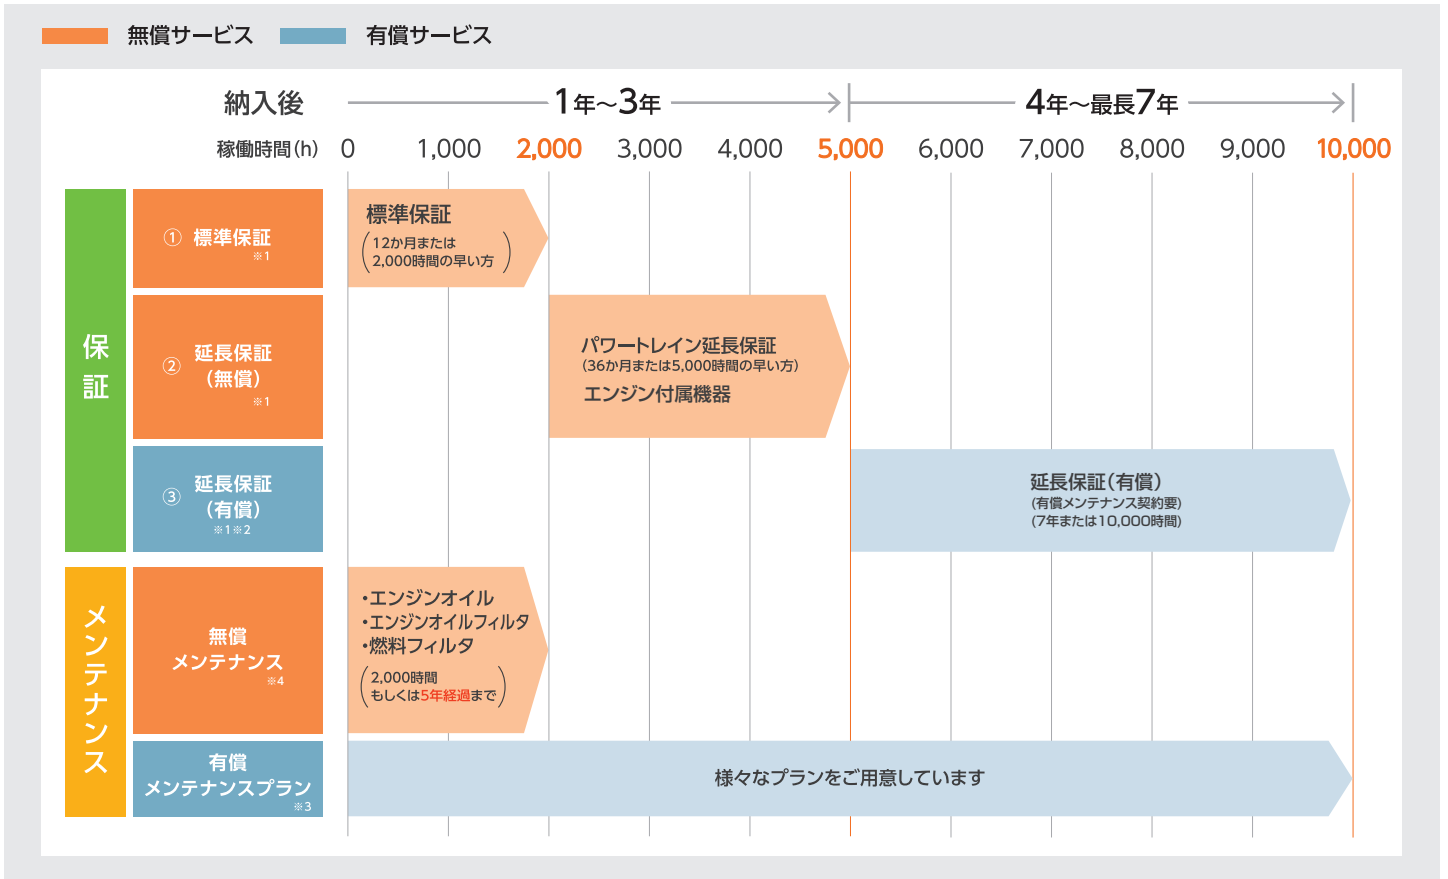 無償サービス
有償サービス
納入後
1年～3年
4年～最長7年
稼働時間(h)
0
1,000
2,000
3,000
4,000
5,000
6,000
7,000
8,000
9,000
10,000
保証
① 標準保証
※1
標準保証
(12か月または
2,000時間の早い方)
② 延長保証
(無償)
※1
パワートレイン延長保証
(36か月または5,000時間の早い方)
エンジン付属機器
③ 延長保証
(有償)
※1※2
延長保証(有償)
(有償メンテナンス契約要)
(7年または10,000時間)
メンテナンス
無償
メンテナンス
※4
・エンジンオイル
・エンジンオイルフィルタ
・燃料フィルタ
(2,000時間
もしくは5年経過まで)
有償
メンテナンスプラン
※3
様々なプランをご用意しています